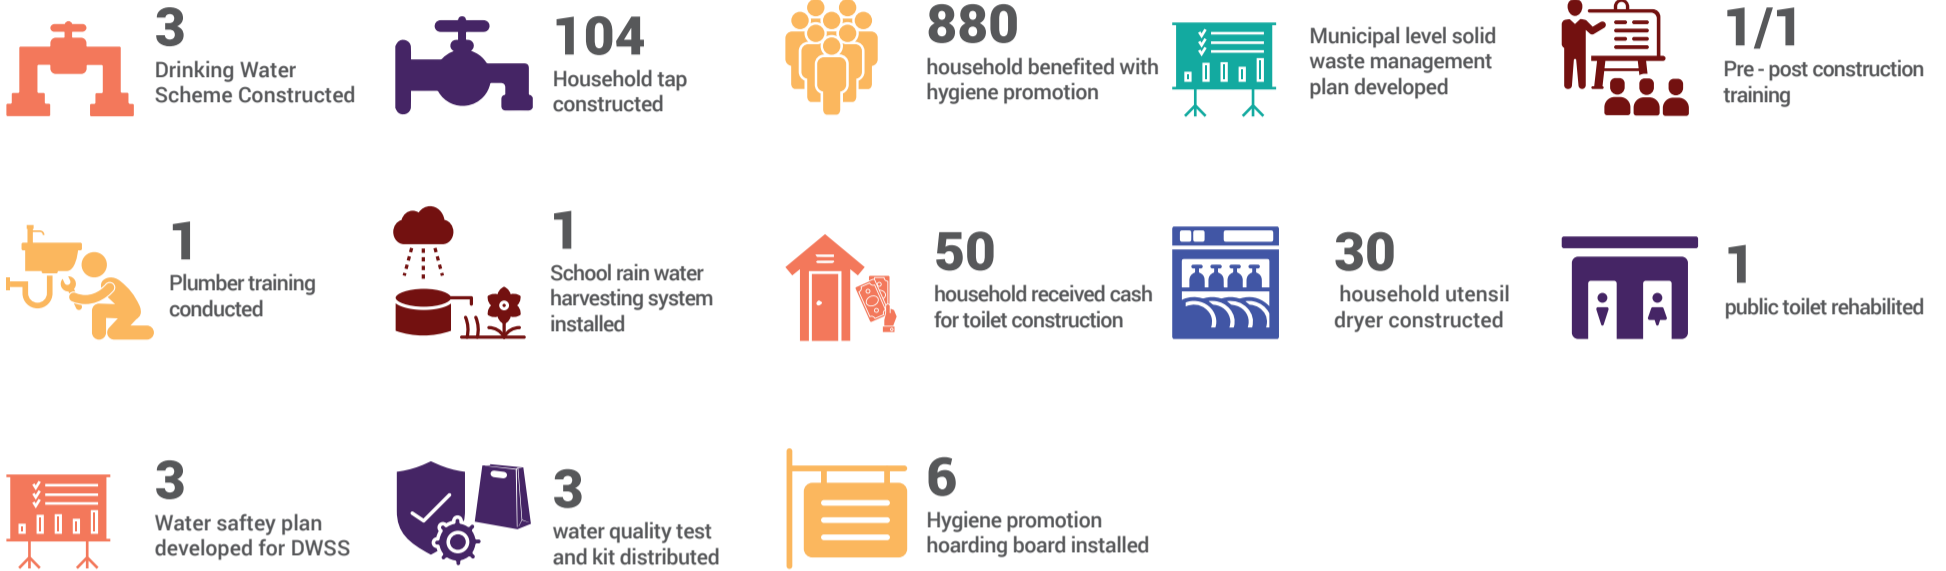 3
Drinking Water
Scheme Constructed
104
Household tap
constructed
880
household benefited with
hygiene promotion
Municipal level solid
waste management
plan developed
1/1
Pre - post construction
training
1
Plumber training
conducted
1
School rain water
harvesting system
installed
50
household received cash
for toilet construction
30
household utensil
dryer constructed
1
public toilet rehabilited
3
Water saftey plan
developed for DWSS
3
water quality test
and kit distributed
6
Hygiene promotion
hoarding board installed